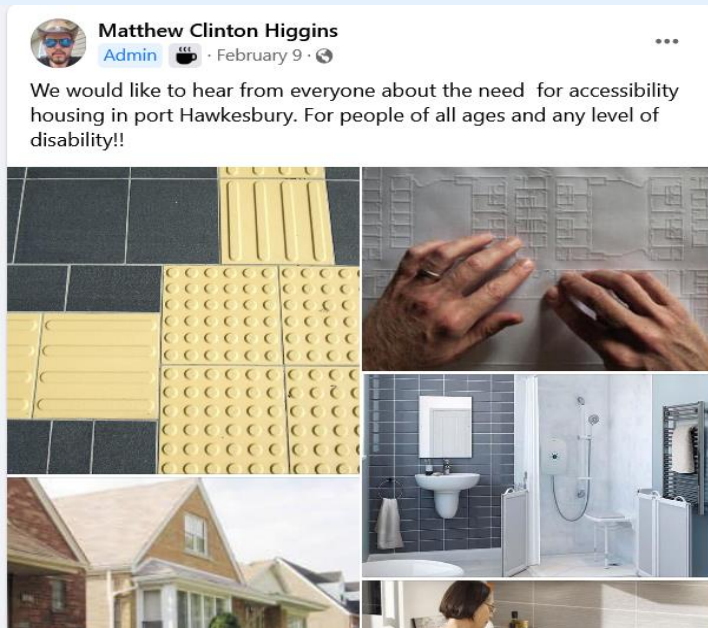 Matthew Clinton Higgins
Admin · February 9 ·
We would like to hear from everyone about the need  for accessibility
housing in port Hawkesbury. For people of all ages and any level of
disability!!